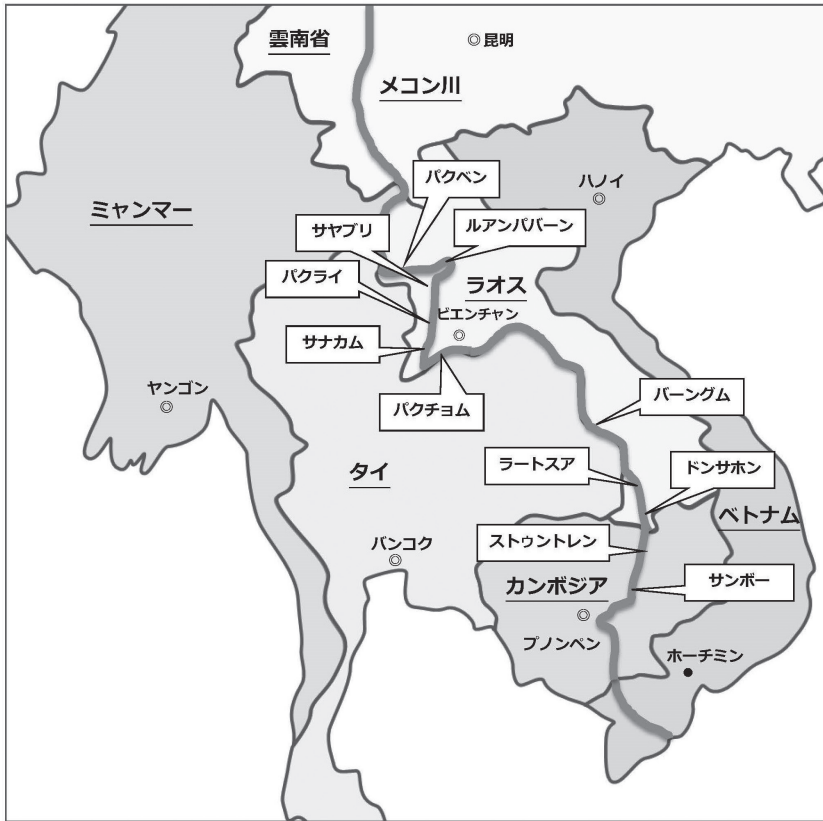 雲南省
昆明
メコン川
パクベン
ハノイ
ミャンマー
サヤブリ
ルアンパバーン
パクライ
ラオス
ビエンチャン
サナカム
ヤンゴン
パクチョム
バーングム
タイ
ラートスア
ドンサホン
ベトナム
バンコク
ストゥントレン
カンボジア
サンボー
プノンペン
ホーチミン